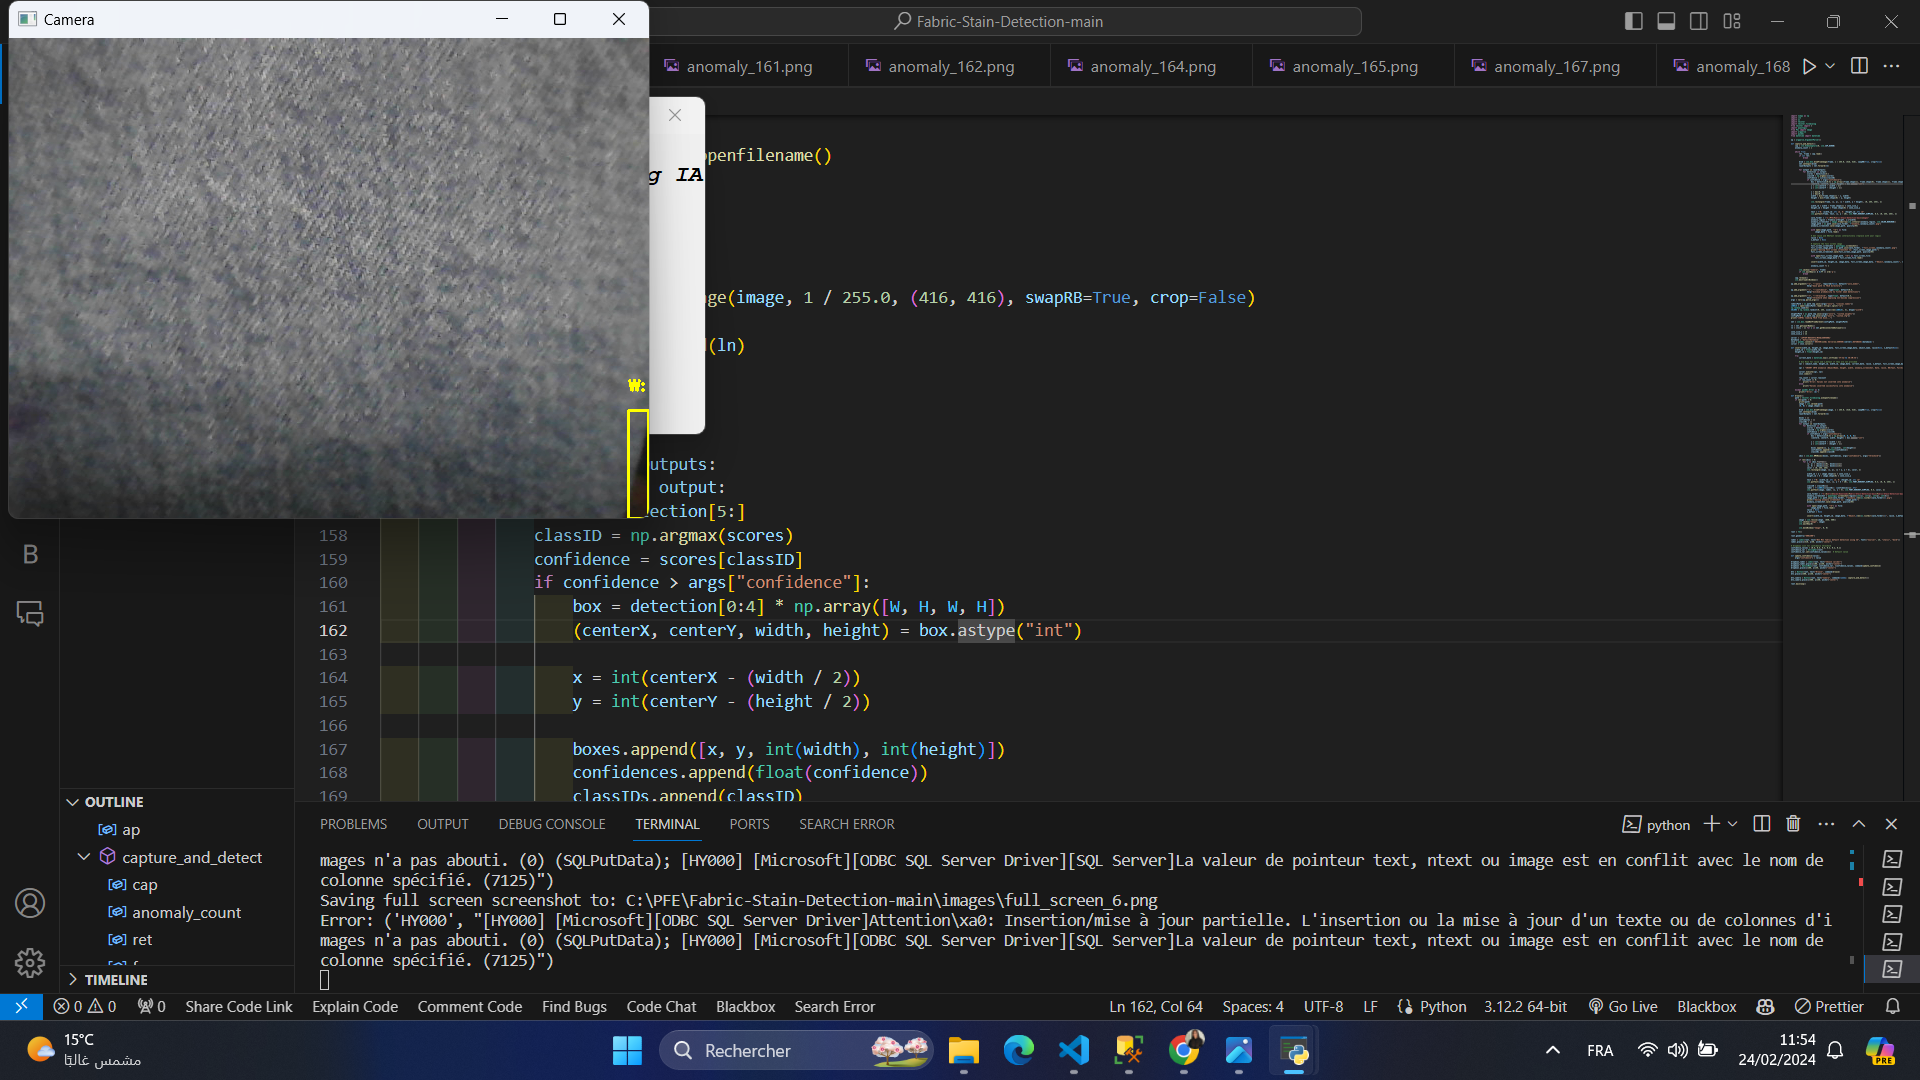 Camera
Fabric-Stain-Detection-main
anomaly_161.png
anomaly_162.png
anomaly_164.png
anomaly_165.png
anomaly_167.png
anomaly_168
openfilename()
g IA
ge(image, 1 / 255.0, (416, 416), swapRB=True, crop=False)
(ln)
W:
utputs:
output:
ection[5:]
158 classID = np.argmax(scores)
159 confidence = scores[classID]
160 if confidence > args["confidence"]:
161 box = detection[0:4] * np.array([W, H, W, H])
162 (centerX, centerY, width, height) = box.astype("int")
163
164 x = int(centerX - (width / 2))
165 y = int(centerY - (height / 2))
166
167 boxes.append([x, y, int(width), int(height)])
168 confidences.append(float(confidence))
169 classIDs.append(classID)
B
OUTLINE
ap
capture_and_detect
cap
anomaly_count
ret
TIMELINE
PROBLEMS OUTPUT DEBUG CONSOLE TERMINAL PORTS SEARCH ERROR
python
mages n'a pas abouti. (0) (SQLPutData); [HY000] [Microsoft][ODBC SQL Server Driver][SQL Server]La valeur de pointeur text, ntext ou image est en conflit avec le nom de
colonne spécifié. (7125)")
Saving full screen screenshot to: C:\PFE\Fabric-Stain-Detection-main\images\full_screen_6.png
Error: ('HY000', "[HY000] [Microsoft][ODBC SQL Server Driver]Attention\xa0: Insertion/mise à jour partielle. L'insertion ou la mise à jour d'un texte ou de colonnes d'i
mages n'a pas abouti. (0) (SQLPutData); [HY000] [Microsoft][ODBC SQL Server Driver][SQL Server]La valeur de pointeur text, ntext ou image est en conflit avec le nom de
colonne spécifié. (7125)")
0 0 0 Share Code Link Explain Code Comment Code Find Bugs Code Chat Blackbox Search Error
Ln 162, Col 64 Spaces: 4 UTF-8 LF Python 3.12.2 64-bit Go Live Blackbox Prettier
15°C
مشمس غالبًا
Rechercher
FRA
11:54
24/02/2024
PRE